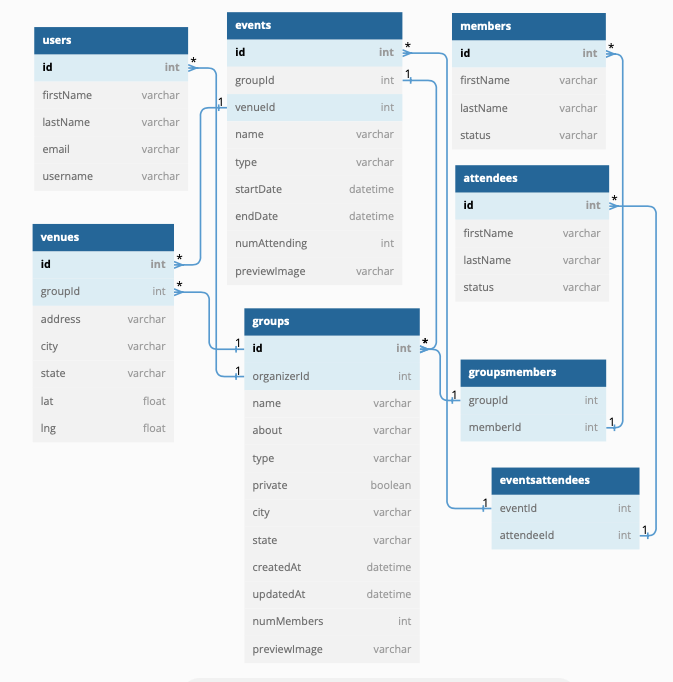 users
id int
firstName varchar
lastName varchar
email varchar
username varchar
venues
id int
groupId int
address varchar
city varchar
state varchar
lat float
lng float
events
id int
groupId int
venueId int
name varchar
type varchar
startDate datetime
endDate datetime
numAttending int
previewImage varchar
groups
id int
organizerId int
name varchar
about varchar
type varchar
private boolean
city varchar
state varchar
createdAt datetime
updatedAt datetime
numMembers int
previewImage varchar
members
id int
firstName varchar
lastName varchar
status varchar
attendees
id int
firstName varchar
lastName varchar
status varchar
groupsmembers
groupId int
memberId int
eventsattendees
eventId int
attendeeId int
*
1
*
*
1
1
*
1
*
1
1
*
*
1
1